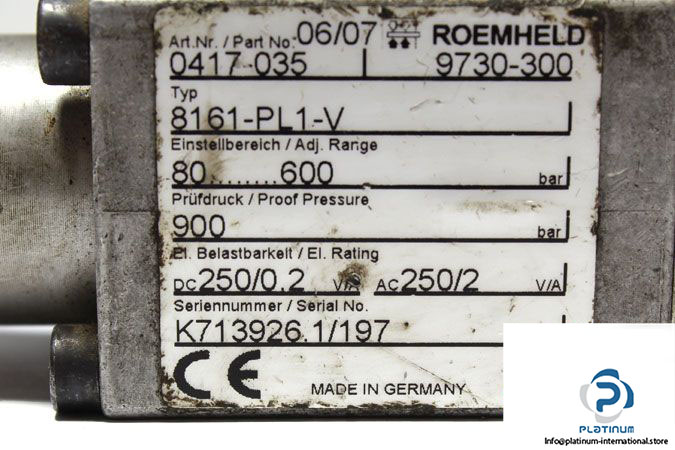 Art.Nr. / Part No: 06/07 ROEMHELD
0417-035 9730-300
Typ
8161-PL1-V
Einstellbereich / Adj. Range
80.......600 bar
Prüfdruck / Proof Pressure
900 bar
El. Belastbarkeit / El. Rating
DC 250/0.2 V/A AC 250/2 V/A
Seriennummer / Serial No.
K713926.1/197
CE MADE IN GERMANY
P
PLATINUM
Info@platinum-international.store